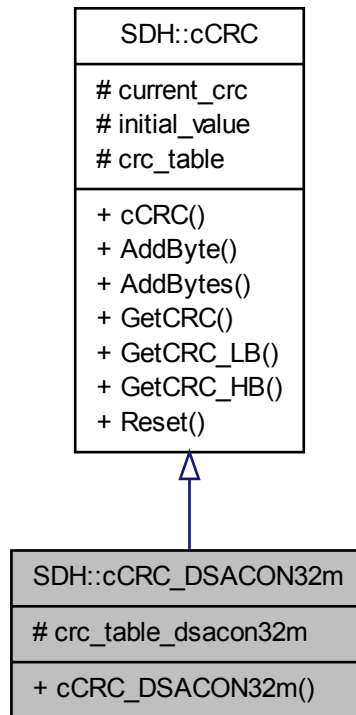 SDH::cCRC
# current_crc
# initial_value
# crc_table
+ cCRC()
+ AddByte()
+ AddBytes()
+ GetCRC()
+ GetCRC_LB()
+ GetCRC_HB()
+ Reset()
SDH::cCRC_DSACON32m
# crc_table_dsacon32m
+ cCRC_DSACON32m()